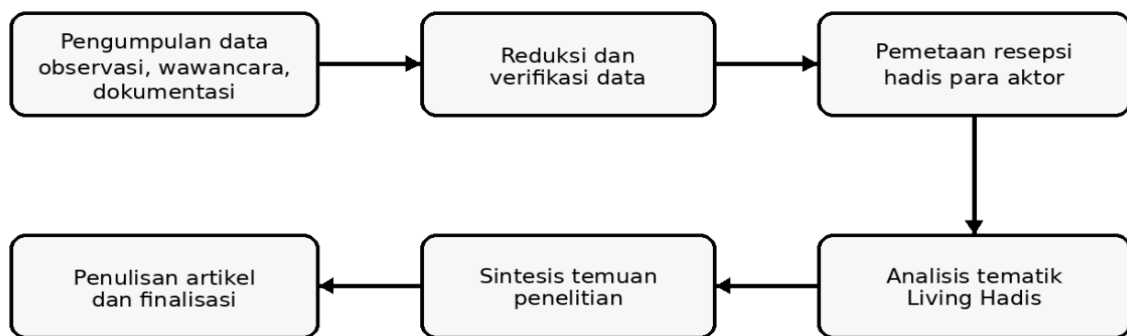 Pengumpulan data
observasi, wawancara,
dokumentasi
Reduksi dan
verifikasi data
Pemetaan resepsi
hadis para aktor
Analisis tematik
Living Hadis
Sintesis temuan
penelitian
Penulisan artikel
dan finalisasi